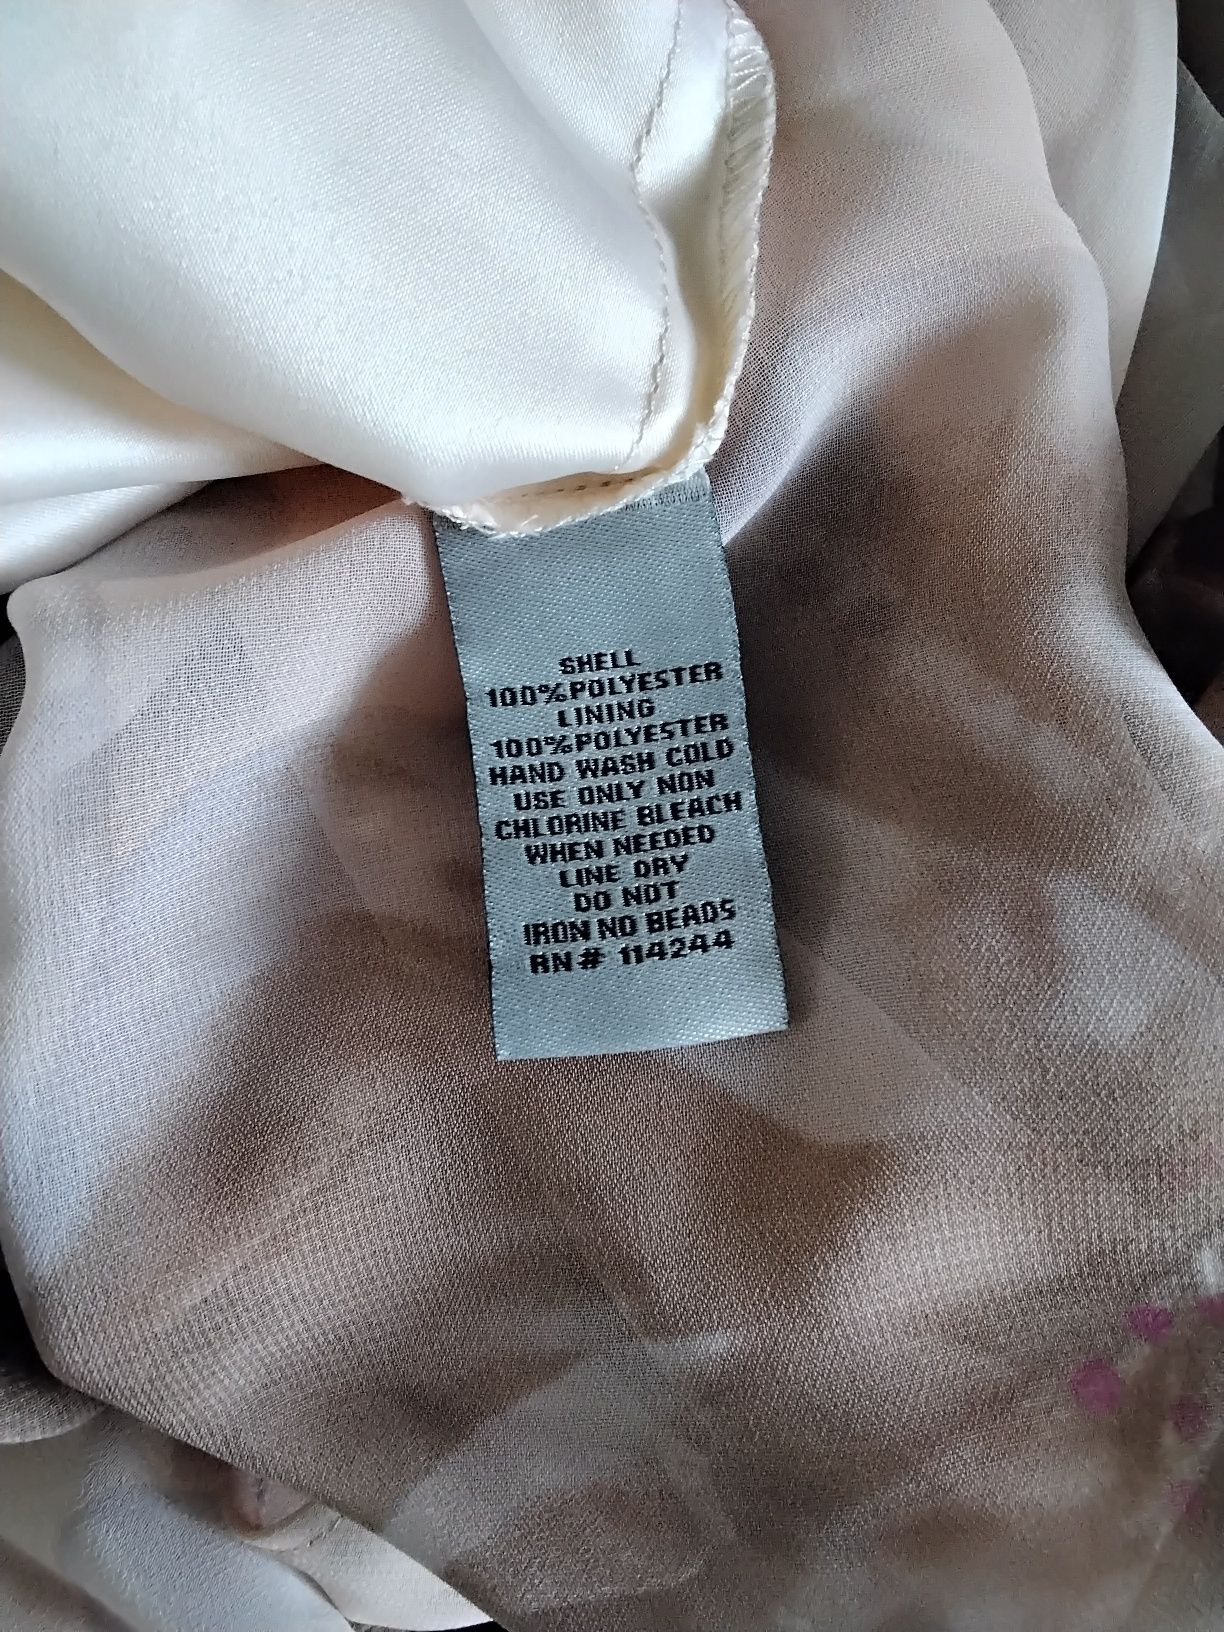 SHELL
100%POLYESTER
LINING
100%POLYESTER
HAND WASH COLD
USE ONLY NON
CHLORINE BLEACH
WHEN NEEDED
LINE DRY
DO NOT
IRON NO BEADS
RN# 114244